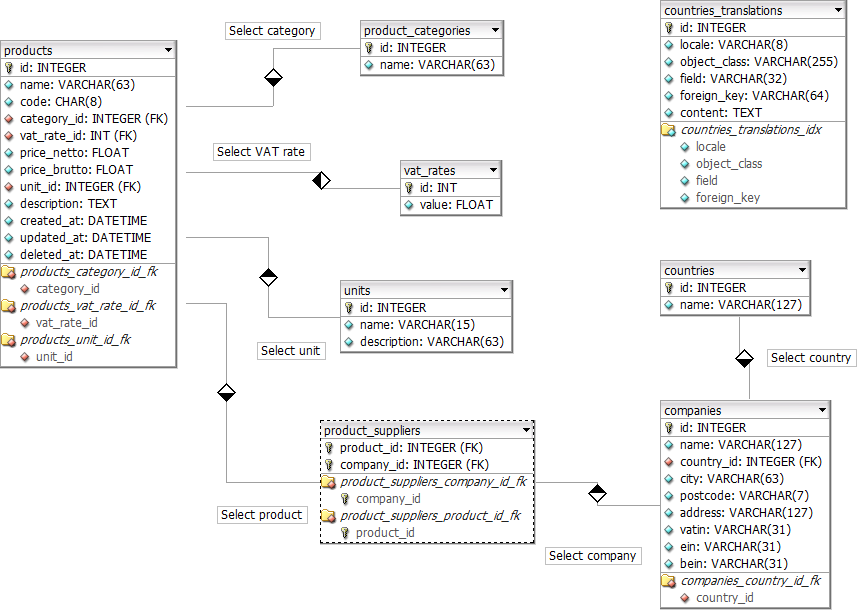 products
id: INTEGER
name: VARCHAR(63)
code: CHAR(8)
category_id: INTEGER (FK)
vat_rate_id: INT (FK)
price_netto: FLOAT
price_brutto: FLOAT
unit_id: INTEGER (FK)
description: TEXT
created_at: DATETIME
updated_at: DATETIME
deleted_at: DATETIME
products_category_id_fk
category_id
products_vat_rate_id_fk
vat_rate_id
products_unit_id_fk
unit_id
Select category
product_categories
id: INTEGER
name: VARCHAR(63)
Select VAT rate
vat_rates
id: INT
value: FLOAT
units
id: INTEGER
name: VARCHAR(15)
description: VARCHAR(63)
Select unit
product_suppliers
product_id: INTEGER (FK)
company_id: INTEGER (FK)
product_suppliers_company_id_fk
company_id
product_suppliers_product_id_fk
product_id
Select product
Select company
countries_translations
id: INTEGER
locale: VARCHAR(8)
object_class: VARCHAR(255)
field: VARCHAR(32)
foreign_key: VARCHAR(64)
content: TEXT
countries_translations_idx
locale
object_class
field
foreign_key
countries
id: INTEGER
name: VARCHAR(127)
Select country
companies
id: INTEGER
name: VARCHAR(127)
country_id: INTEGER (FK)
city: VARCHAR(63)
postcode: VARCHAR(7)
address: VARCHAR(127)
vatin: VARCHAR(31)
ein: VARCHAR(31)
bein: VARCHAR(31)
companies_country_id_fk
country_id